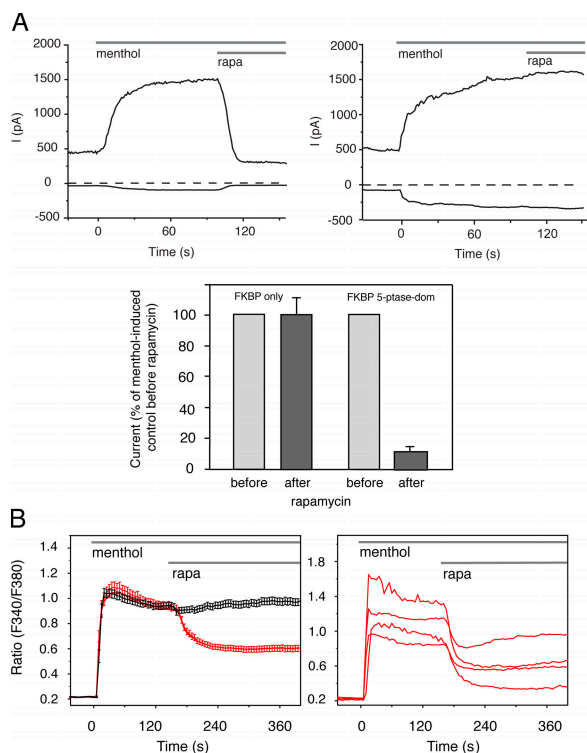 A
menthol
rapa
2000
1500
1000
500
0
-500
I (pA)
0
60
120
Time (s)
menthol
rapa
2000
1500
1000
500
0
-500
I (pA)
0
60
120
Time (s)
Current (% of menthol-induced
control before rapamycin)
100
80
60
40
20
0
FKBP only
FKBP 5-ptase-dom
before
after
before
after
rapamycin
B
menthol
rapa
Ratio (F340/F380)
1.4
1.2
1.0
0.8
0.6
0.4
0.2
0
120
240
360
Time (s)
menthol
rapa
1.8
1.4
1.0
0.6
0.2
0
120
240
360
Time (s)